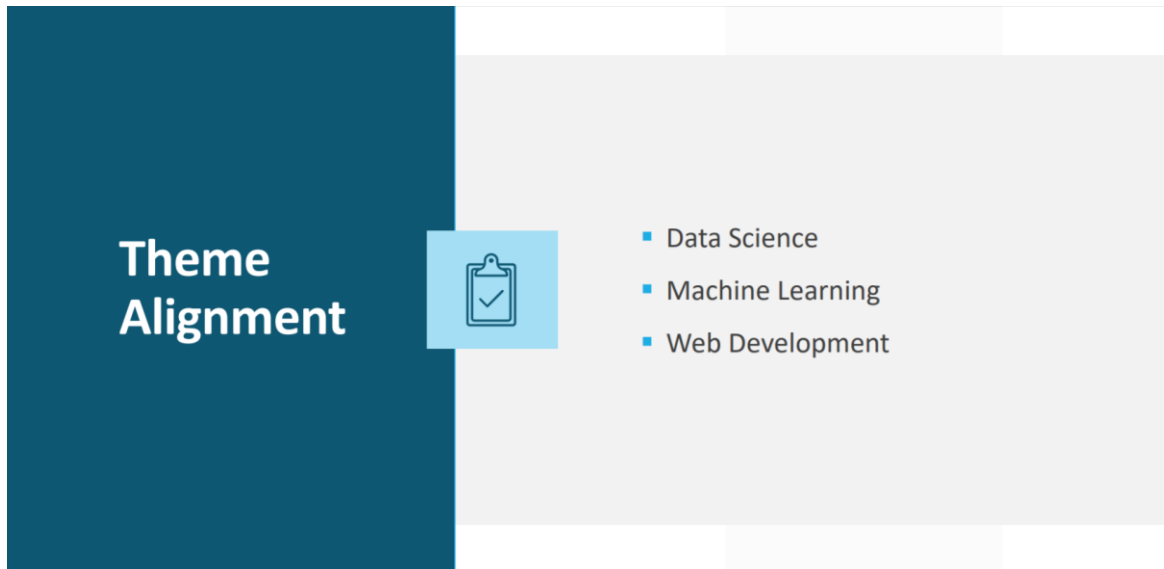 Theme
Alignment
▪ Data Science
▪ Machine Learning
▪ Web Development